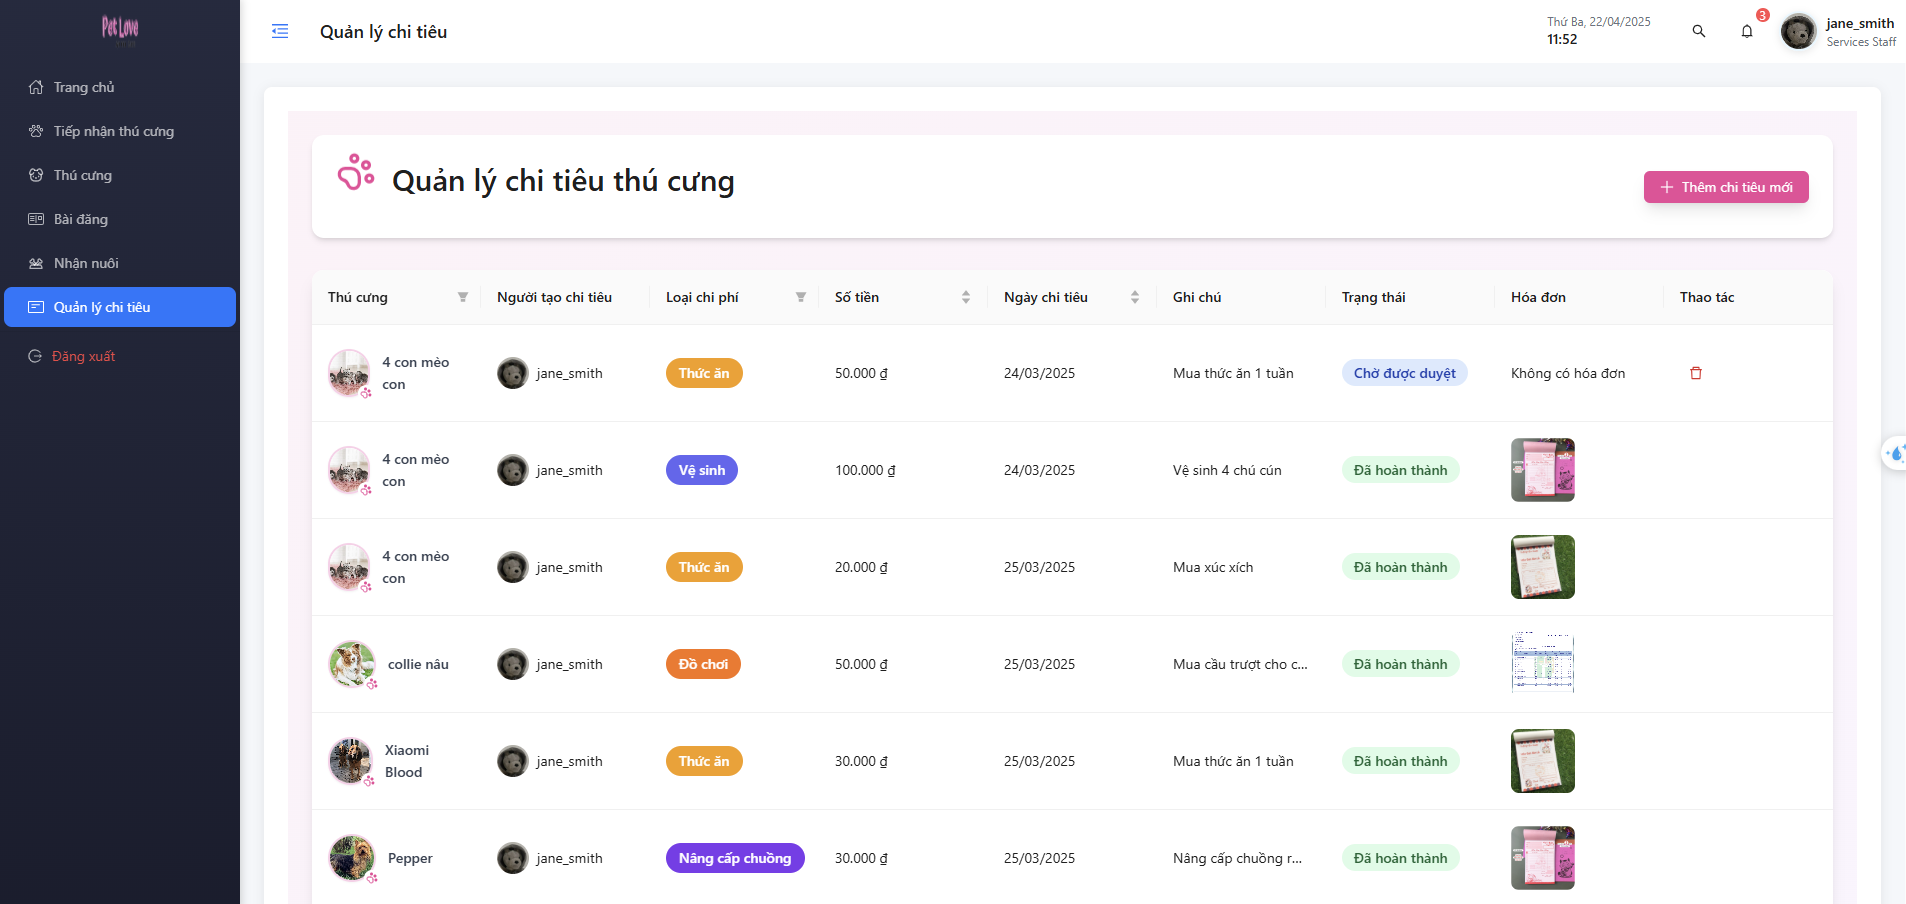 Pet Love
Trang chủ
Tiếp nhận thú cưng
Thú cưng
Bài đăng
Nhận nuôi
Quản lý chi tiêu
Đăng xuất
Quản lý chi tiêu
Thứ Ba, 22/04/2025
11:52
3
jane_smith
Services Staff
Quản lý chi tiêu thú cưng
Thêm chi tiêu mới
Thú cưng Người tạo chi tiêu Loại chi phí Số tiền Ngày chi tiêu Ghi chú Trạng thái Hóa đơn Thao tác
4 con mèo con jane_smith Thức ăn 50.000 ₫ 24/03/2025 Mua thức ăn 1 tuần Chờ được duyệt Không có hóa đơn
4 con mèo con jane_smith Vệ sinh 100.000 ₫ 24/03/2025 Vệ sinh 4 chú cún Đã hoàn thành
4 con mèo con jane_smith Thức ăn 20.000 ₫ 25/03/2025 Mua xúc xích Đã hoàn thành
collie nâu jane_smith Đồ chơi 50.000 ₫ 25/03/2025 Mua cầu trượt cho c... Đã hoàn thành
Xiaomi Blood jane_smith Thức ăn 30.000 ₫ 25/03/2025 Mua thức ăn 1 tuần Đã hoàn thành
Pepper jane_smith Nâng cấp chuồng 30.000 ₫ 25/03/2025 Nâng cấp chuồng r... Đã hoàn thành